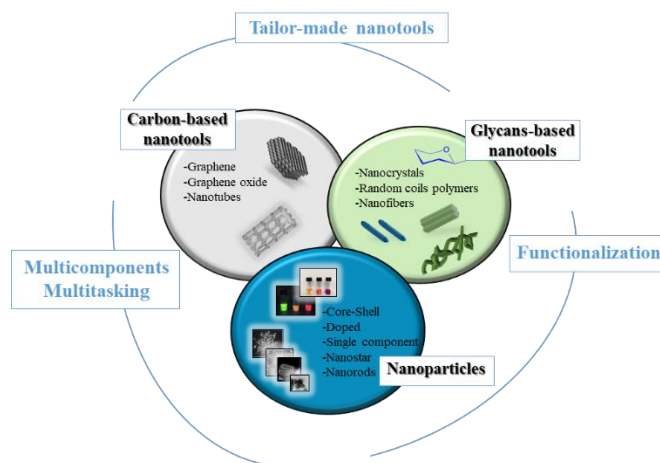 Tailor-made nanotools
Carbon-based
nanotools
-Graphene
-Graphene oxide
-Nanotubes
Glycans-based
nanotools
-Nanocrystals
-Random coils polymers
-Nanofibers
Multicomponents
Multitasking
Functionalization
-Core-Shell
-Doped
-Single component
-Nanostar
-Nanorods
Nanoparticles
O